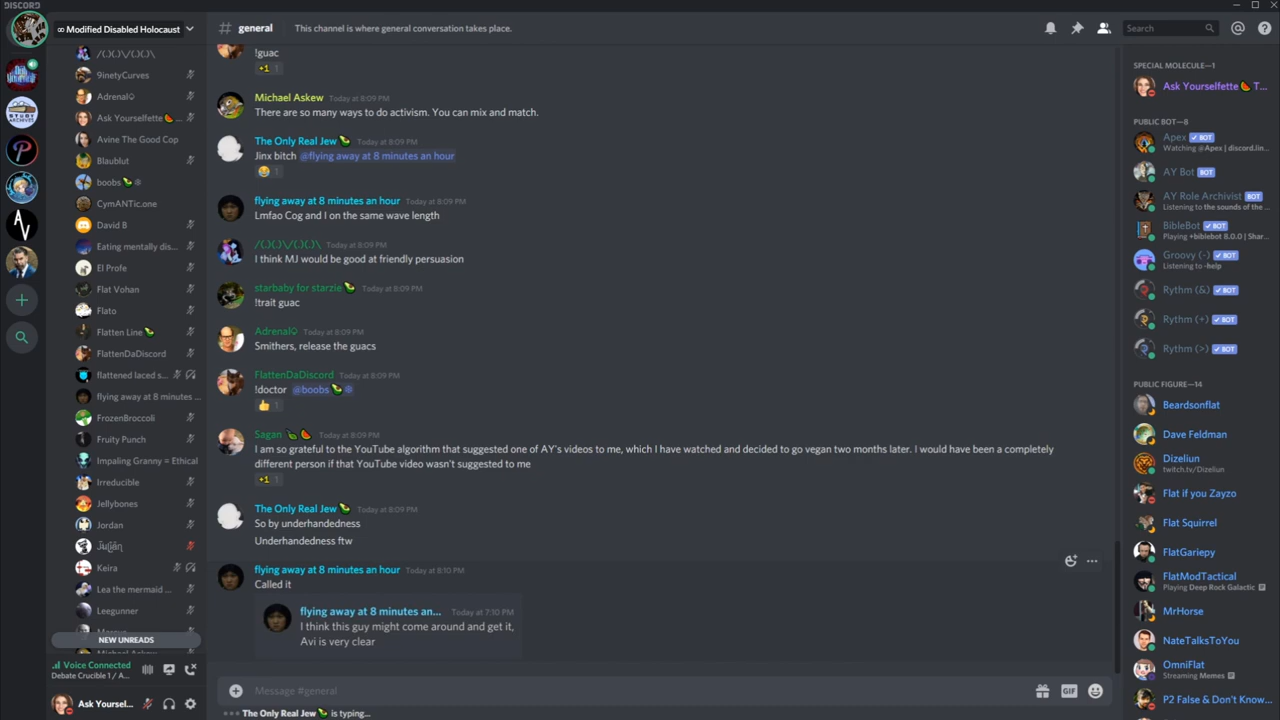 DISCORD
∞ Modified Disabled Holocaust
/(.)(.)\/(.)(.)\
9inetyCurves
Adrenal
Ask Yourselfette 🍉 ...
Avine The Good Cop
Blaublut
boobs
CymANTic.one
David B
Eating mentally dis...
El Profe
Flat Vohan
Flato
Flatten Line
FlattenDaDiscord
flattened laced s...
flying away at 8 minutes ...
FrozenBroccoli
Fruity Punch
Impaling Granny = Ethical
Irreducible
Jellybones
Jordan
Keira
Lea the mermaid ...
Leegunner
NEW UNREADS
Voice Connected
Debate Crucible 1 / A...
Ask Yoursel...
# general
This channel is where general conversation takes place.
Search
!guac
+1 1
Michael Askew Today at 8:09 PM
There are so many ways to do activism. You can mix and match.
The Only Real Jew Today at 8:09 PM
Jinx bitch @flying away at 8 minutes an hour
😂 1
flying away at 8 minutes an hour Today at 8:09 PM
Lmfao Cog and I on the same wave length
/(.)(.)\/(.)(.)\ Today at 8:09 PM
I think MJ would be good at friendly persuasion
starbaby for starzie Today at 8:09 PM
!trait guac
Adrenal Today at 8:09 PM
Smithers, release the guacs
FlattenDaDiscord Today at 8:09 PM
!doctor @boobs
👍 1
Sagan 🍉 Today at 8:09 PM
I am so grateful to the YouTube algorithm that suggested one of AY's videos to me, which I have watched and decided to go vegan two months later. I would have been a completely
different person if that YouTube video wasn't suggested to me
+1 1
The Only Real Jew Today at 8:09 PM
So by underhandedness
Underhandedness ftw
flying away at 8 minutes an hour Today at 8:10 PM
Called it
flying away at 8 minutes an... Today at 7:10 PM
I think this guy might come around and get it,
Avi is very clear
Message #general
GIF
The Only Real Jew is typing...
SPECIAL MOLECULE—1
Ask Yourselfette 🍉 T...
PUBLIC BOT—8
Apex ✓ BOT
Watching @Apex | discord.lin...
AY Bot BOT
AY Role Archivist BOT
Listening to the sounds of the ...
BibleBot ✓ BOT
Playing +biblebot 8.0.0 | Shar...
Groovy (-) ✓ BOT
Listening to -help
Rythm (&) ✓ BOT
Rythm (+) ✓ BOT
Rythm (>) ✓ BOT
PUBLIC FIGURE—14
Beardsonflat
Dave Feldman
Dizeliun
twitch.tv/Dizeliun
Flat if you Zayzo
Flat Squirrel
FlatGariepy
FlatModTactical
Playing Deep Rock Galactic
MrHorse
NateTalksToYou
OmniFlat
Streaming Memes
P2 False & Don't Know...